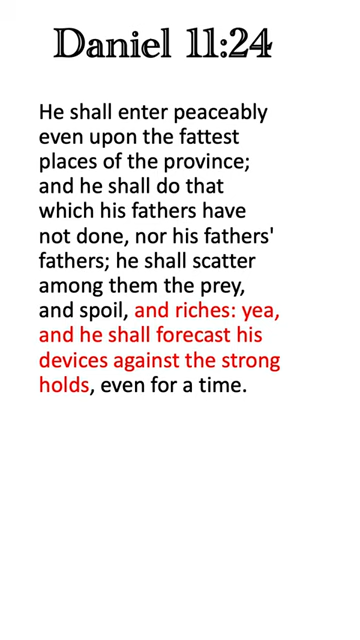 Daniel 11:24
He shall enter peaceably
even upon the fattest
places of the province;
and he shall do that
which his fathers have
not done, nor his fathers'
fathers; he shall scatter
among them the prey,
and spoil, and riches: yea,
and he shall forecast his
devices against the strong
holds, even for a time.